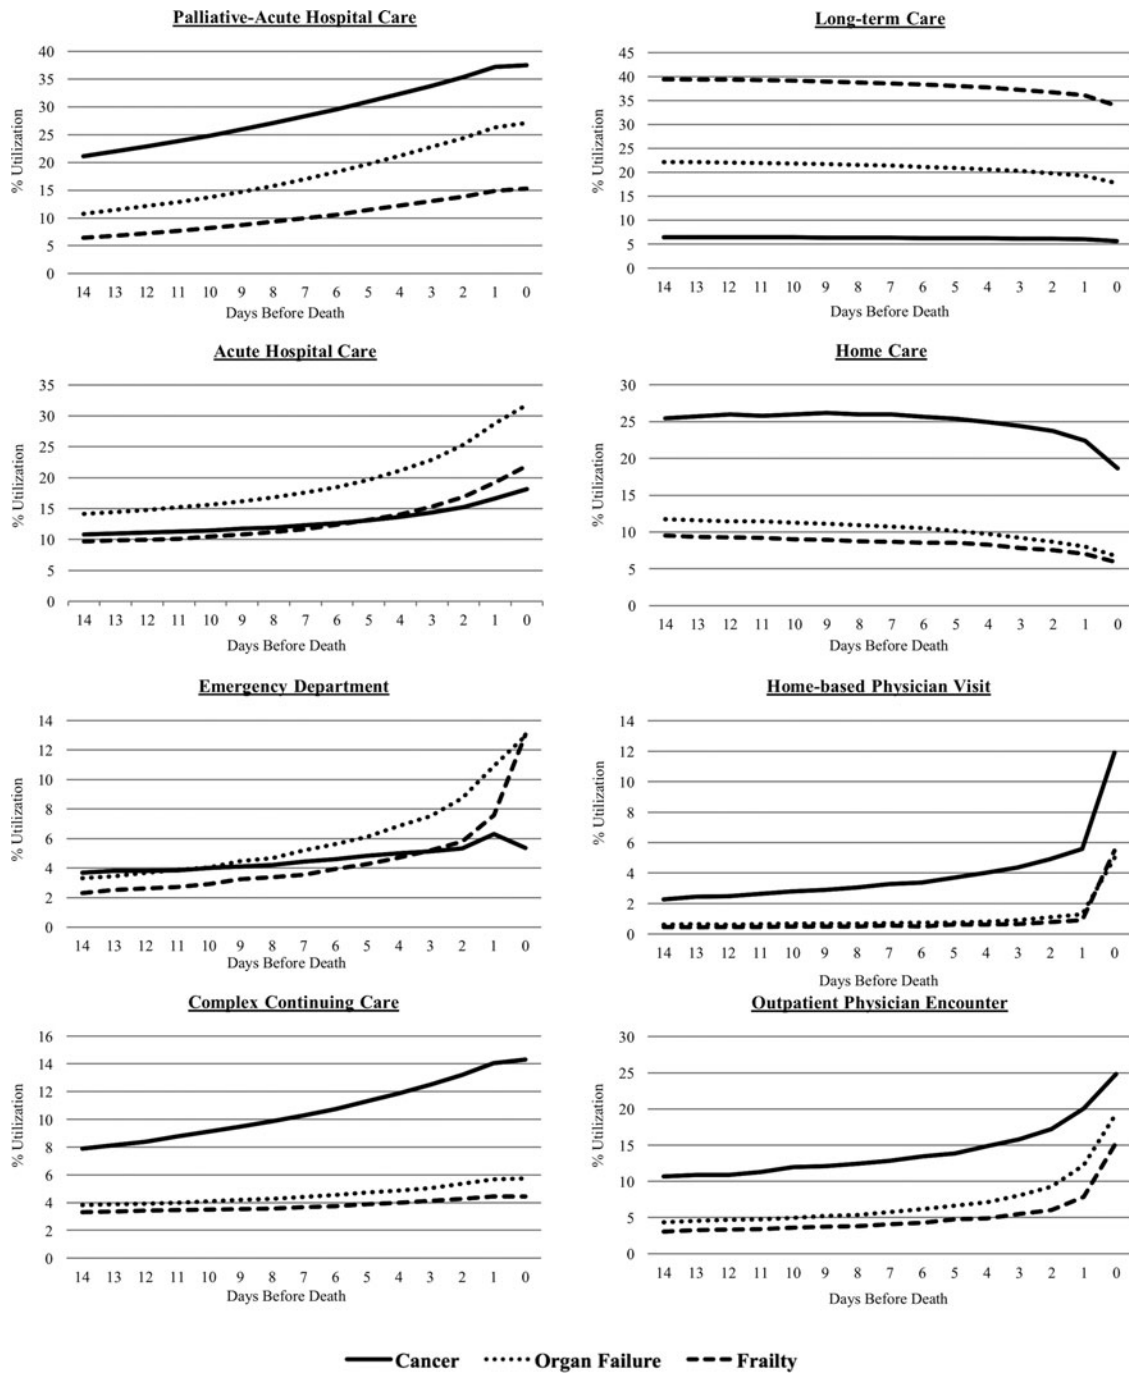 Palliative-Acute Hospital Care
% Utilization
40
35
30
25
20
15
10
5
0
14 13 12 11 10 9 8 7 6 5 4 3 2 1 0
Days Before Death
Long-term Care
% Utilization
45
40
35
30
25
20
15
10
5
0
14 13 12 11 10 9 8 7 6 5 4 3 2 1 0
Days Before Death
Acute Hospital Care
% Utilization
35
30
25
20
15
10
5
0
14 13 12 11 10 9 8 7 6 5 4 3 2 1 0
Days Before Death
Home Care
% Utilization
30
25
20
15
10
5
0
14 13 12 11 10 9 8 7 6 5 4 3 2 1 0
Days Before Death
Emergency Department
% Utilization
14
12
10
8
6
4
2
0
14 13 12 11 10 9 8 7 6 5 4 3 2 1 0
Days Before Death
Home-based Physician Visit
% Utilization
14
12
10
8
6
4
2
0
14 13 12 11 10 9 8 7 6 5 4 3 2 1 0
Days Before Death
Complex Continuing Care
% Utilization
16
14
12
10
8
6
4
2
0
14 13 12 11 10 9 8 7 6 5 4 3 2 1 0
Days Before Death
Outpatient Physician Encounter
% Utilization
30
25
20
15
10
5
0
14 13 12 11 10 9 8 7 6 5 4 3 2 1 0
Days Before Death
Cancer Organ Failure Frailty